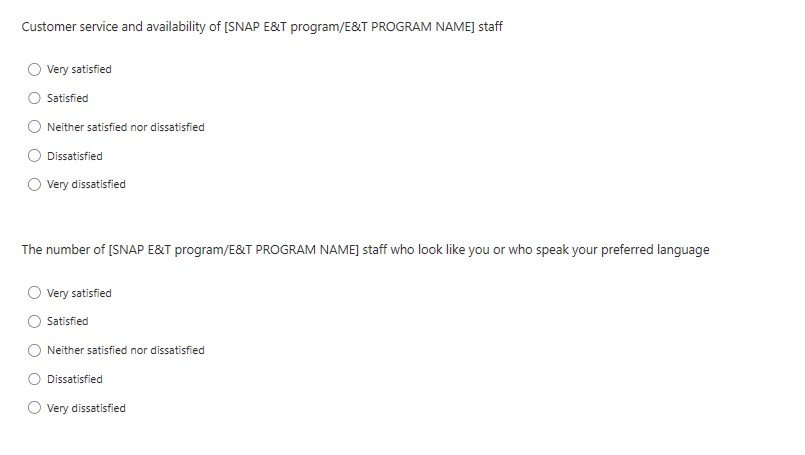 Customer service and availability of [SNAP E&T program/E&T PROGRAM NAME] staff
Very satisfied
Satisfied
Neither satisfied nor dissatisfied
Dissatisfied
Very dissatisfied
The number of [SNAP E&T program/E&T PROGRAM NAME] staff who look like you or who speak your preferred language
Very satisfied
Satisfied
Neither satisfied nor dissatisfied
Dissatisfied
Very dissatisfied